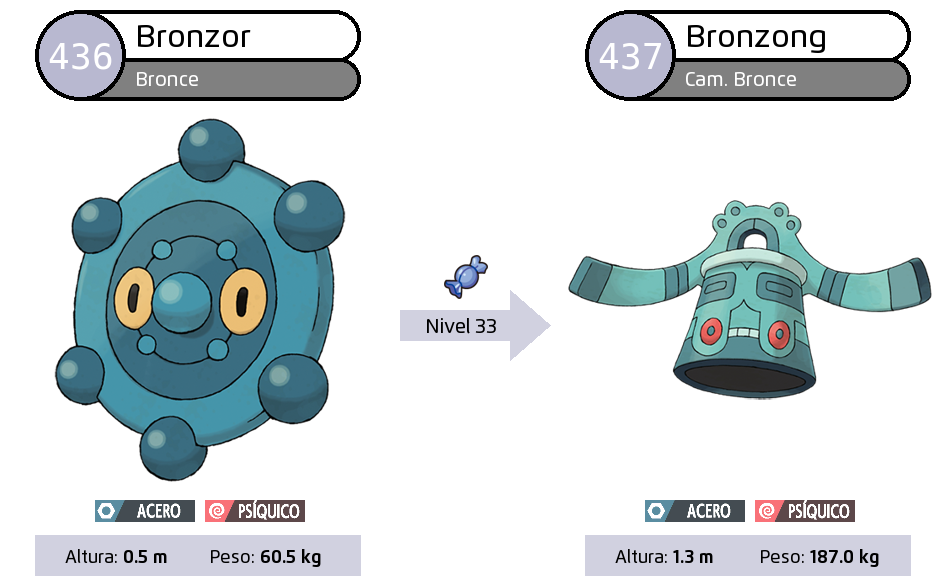 436
Bronzor
Bronce
437
Bronzong
Cam. Bronce
Nivel 33
ACERO PSÍQUICO
ACERO PSÍQUICO
Altura: 0.5 m Peso: 60.5 kg
Altura: 1.3 m Peso: 187.0 kg